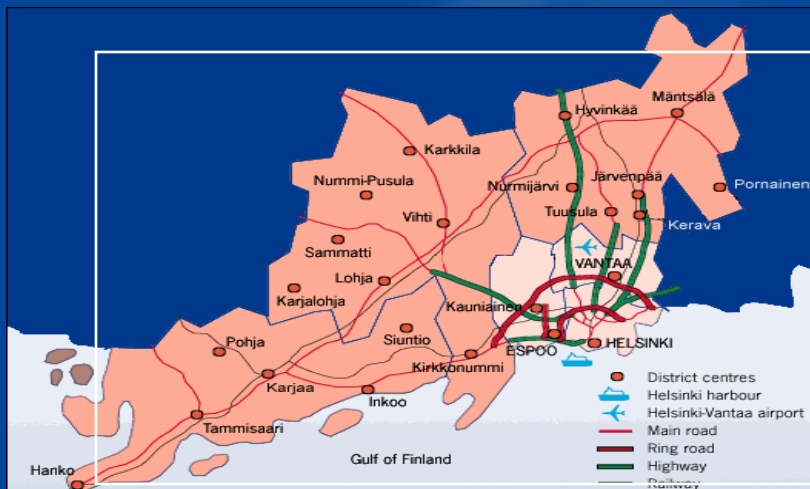 Hyvinkää
Mäntsälä
Karkkila
Nummi-Pusula
Nurmijärvi
Järvenpää
Pornainen
Vihti
Tuusula
Kerava
Sammatti
VANTAA
Lohja
Karjalohja
Kauniainen
Pohja
Siuntio
ESPOO
HELSINKI
Karjaa
Kirkkonummi
Inkoo
Tammisaari
Hanko
Gulf of Finland
District centres
Helsinki harbour
Helsinki-Vantaa airport
Main road
Ring road
Highway
Railway